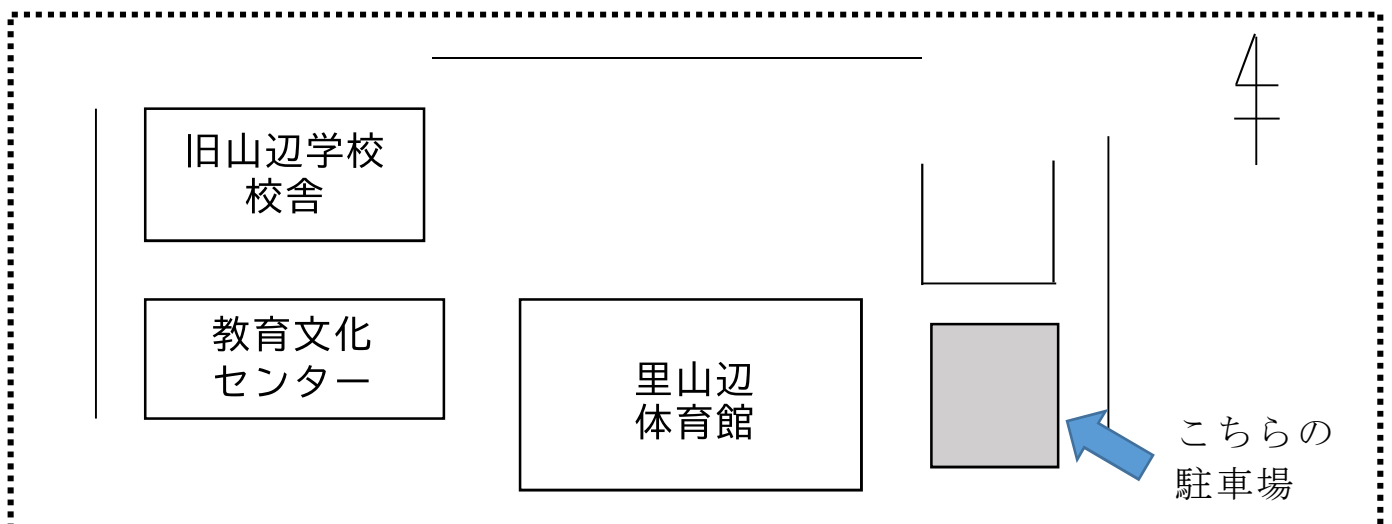 旧山辺学校
校舎
教育文化
センター
里山辺
体育館
こちらの
駐車場